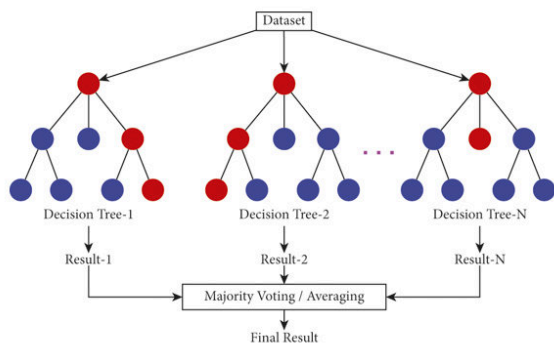 Dataset
Decision Tree-1
Decision Tree-2
Decision Tree-N
Result-1
Result-2
Result-N
Majority Voting / Averaging
Final Result